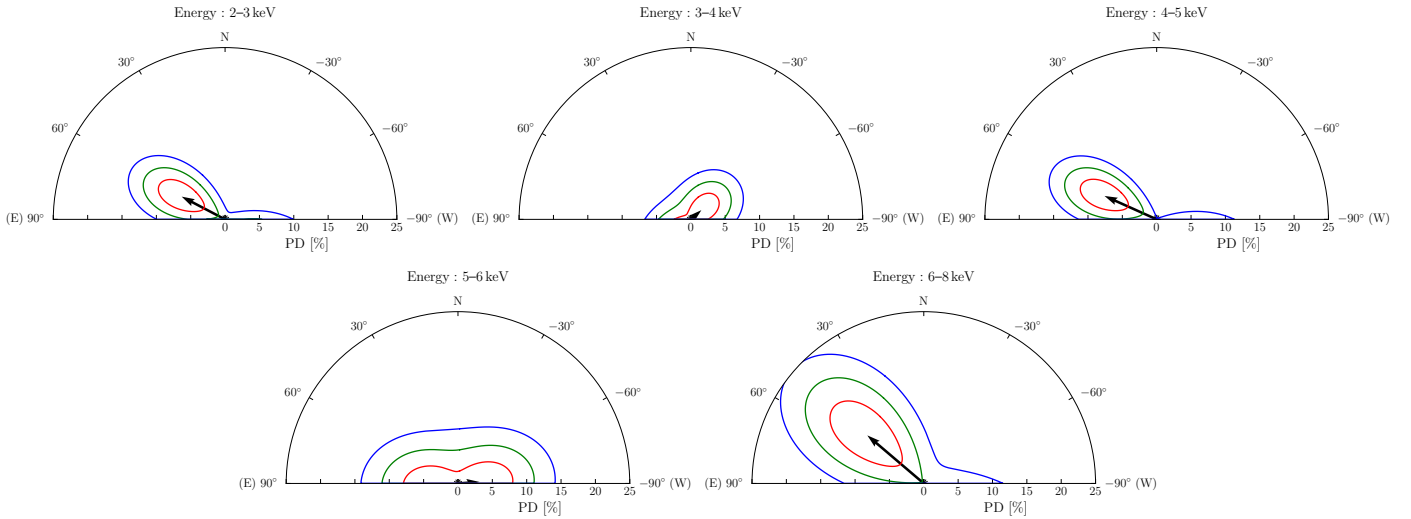 Energy : 2–3 keV
N
30°
−30°
60°
−60°
(E) 90°
−90° (W)
0 5 10 15 20 25
PD [%]
Energy : 3–4 keV
N
30°
−30°
60°
−60°
(E) 90°
−90° (W)
0 5 10 15 20 25
PD [%]
Energy : 4–5 keV
N
30°
−30°
60°
−60°
(E) 90°
−90° (W)
0 5 10 15 20 25
PD [%]
Energy : 5–6 keV
N
30°
−30°
60°
−60°
(E) 90°
−90° (W)
0 5 10 15 20 25
PD [%]
Energy : 6–8 keV
N
30°
−30°
60°
−60°
(E) 90°
−90° (W)
0 5 10 15 20 25
PD [%]